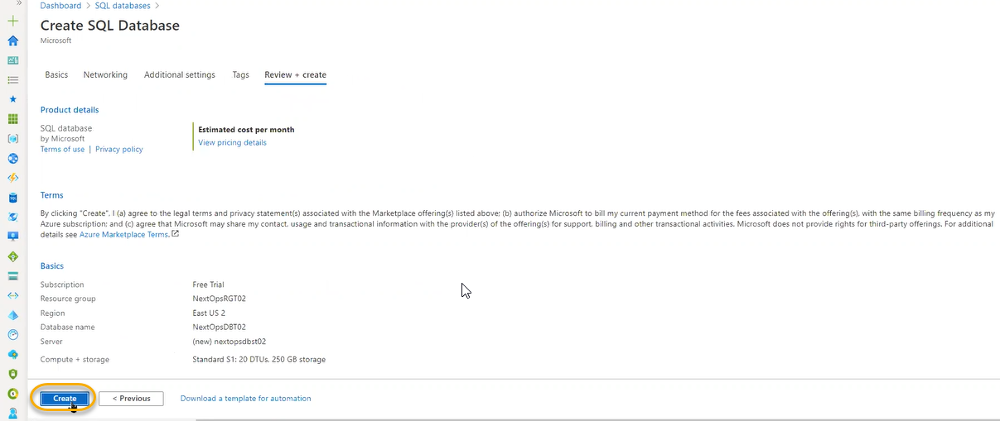 Dashboard > SQL databases >
Create SQL Database
Microsoft
Basics Networking Additional settings Tags Review + create
Product details
SQL database
by Microsoft
Terms of use | Privacy policy
Estimated cost per month
View pricing details
Terms
By clicking "Create", I (a) agree to the legal terms and privacy statement(s) associated with the Marketplace offering(s) listed above; (b) authorize Microsoft to bill my current payment method for the fees associated with the offering(s), with the same billing frequency as my
Azure subscription; and (c) agree that Microsoft may share my contact, usage and transactional information with the provider(s) of the offering(s) for support, billing and other transactional activities. Microsoft does not provide rights for third-party offerings. For additional
details see Azure Marketplace Terms.
Basics
Subscription Free Trial
Resource group NextOpsRGT02
Region East US 2
Database name NextOpsDBT02
Server (new) nextopsdbst02
Compute + storage Standard S1: 20 DTUs, 250 GB storage
Create < Previous Download a template for automation